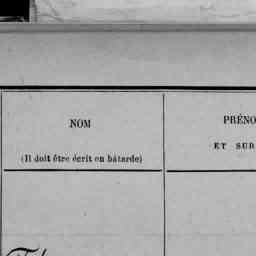 NOM
PRÉNO
ET SUR
(Il doit être écrit en bâtarde)